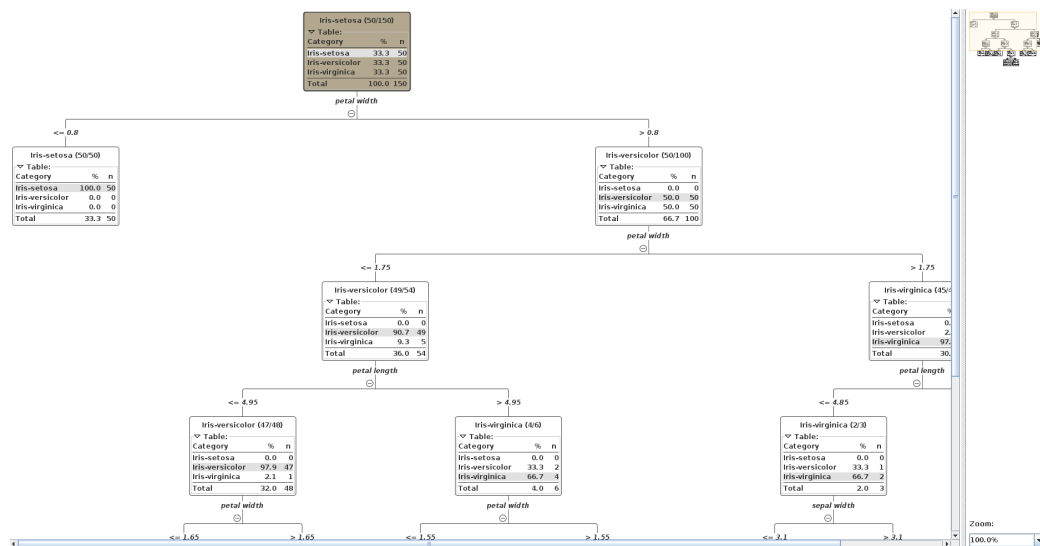 Iris-setosa (50/150)
Table:
Category % n
Iris-setosa 33.3 50
Iris-versicolor 33.3 50
Iris-virginica 33.3 50
Total 100.0 150
petal width
<= 0.8
> 0.8
Iris-setosa (50/50)
Table:
Category % n
Iris-setosa 100.0 50
Iris-versicolor 0.0 0
Iris-virginica 0.0 0
Total 33.3 50
Iris-versicolor (50/100)
Table:
Category % n
Iris-setosa 0.0 0
Iris-versicolor 50.0 50
Iris-virginica 50.0 50
Total 66.7 100
petal width
<= 1.75
> 1.75
Iris-versicolor (49/54)
Table:
Category % n
Iris-setosa 0.0 0
Iris-versicolor 90.7 49
Iris-virginica 9.3 5
Total 36.0 54
petal length
Iris-virginica (45/4
Table:
Category %
Iris-setosa 0.
Iris-versicolor 2.
Iris-virginica 97.
Total 30.
petal length
<= 4.95
> 4.95
<= 4.85
Iris-versicolor (47/48)
Table:
Category % n
Iris-setosa 0.0 0
Iris-versicolor 97.9 47
Iris-virginica 2.1 1
Total 32.0 48
petal width
Iris-virginica (4/6)
Table:
Category % n
Iris-setosa 0.0 0
Iris-versicolor 33.3 2
Iris-virginica 66.7 4
Total 4.0 6
petal width
Iris-virginica (2/3)
Table:
Category % n
Iris-setosa 0.0 0
Iris-versicolor 33.3 1
Iris-virginica 66.7 2
Total 2.0 3
sepal width
<= 1.65
> 1.65
<= 1.55
> 1.55
<= 3.1
> 3.1
Zoom:
100.0%